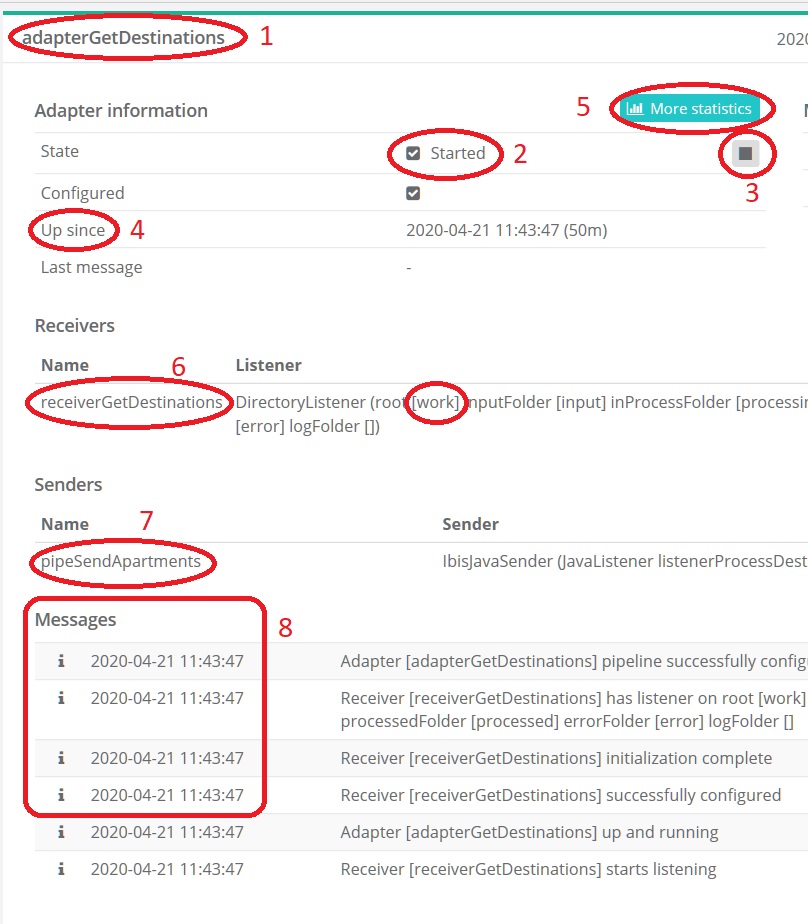 adapterGetDestinations 1
2020
Adapter information
5 More statistics
State Started 2
3
Configured
Up since 4 2020-04-21 11:43:47 (50m)
Last message -
Receivers
Name 6 Listener
receiverGetDestinations DirectoryListener (root [work] inputFolder [input] inProcessFolder
[error] logFolder [])
Senders
Name 7 Sender
pipeSendApartments IbisJavaSender (JavaListener
Messages 8
2020-04-21 11:43:47 Adapter [adapterGetDestinations] pipeline successfully
2020-04-21 11:43:47 Receiver [receiverGetDestinations] has listener on root [work]
processedFolder [processed] errorFolder [error] logFolder []
2020-04-21 11:43:47 Receiver [receiverGetDestinations] initialization complete
2020-04-21 11:43:47 Receiver [receiverGetDestinations] successfully configured
2020-04-21 11:43:47 Adapter [adapterGetDestinations] up and running
2020-04-21 11:43:47 Receiver [receiverGetDestinations] starts listening